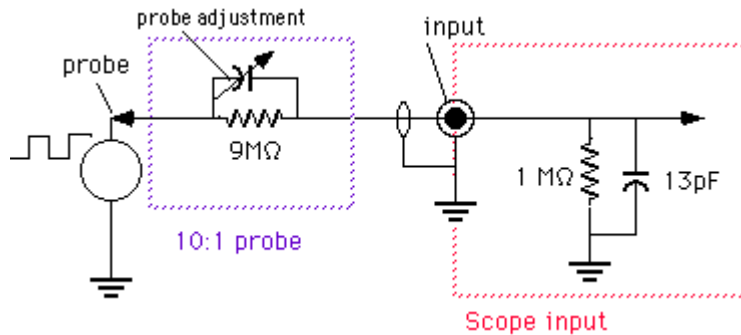 probe adjustment
input
probe
9MΩ
1 MΩ
13pF
10:1 probe
Scope input